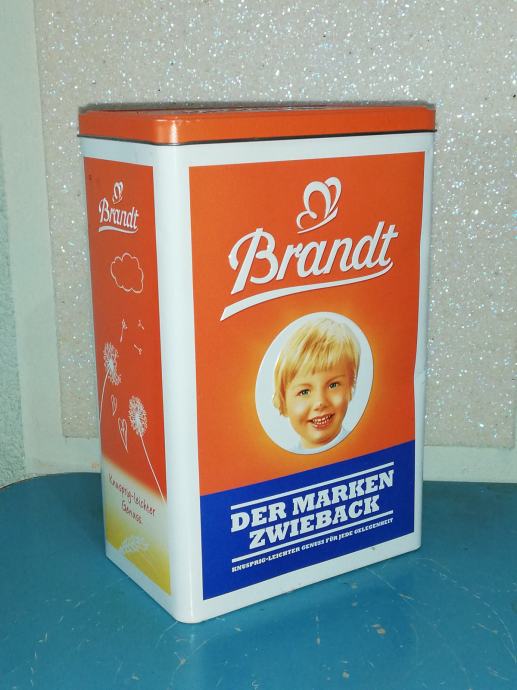 Brandt
Knusprig-leichter
Genuss
Brandt
DER MARKEN
ZWIEBACK
KNUSPRIG-LEICHTER GENUSS FÜR JEDE GELEGENHEIT